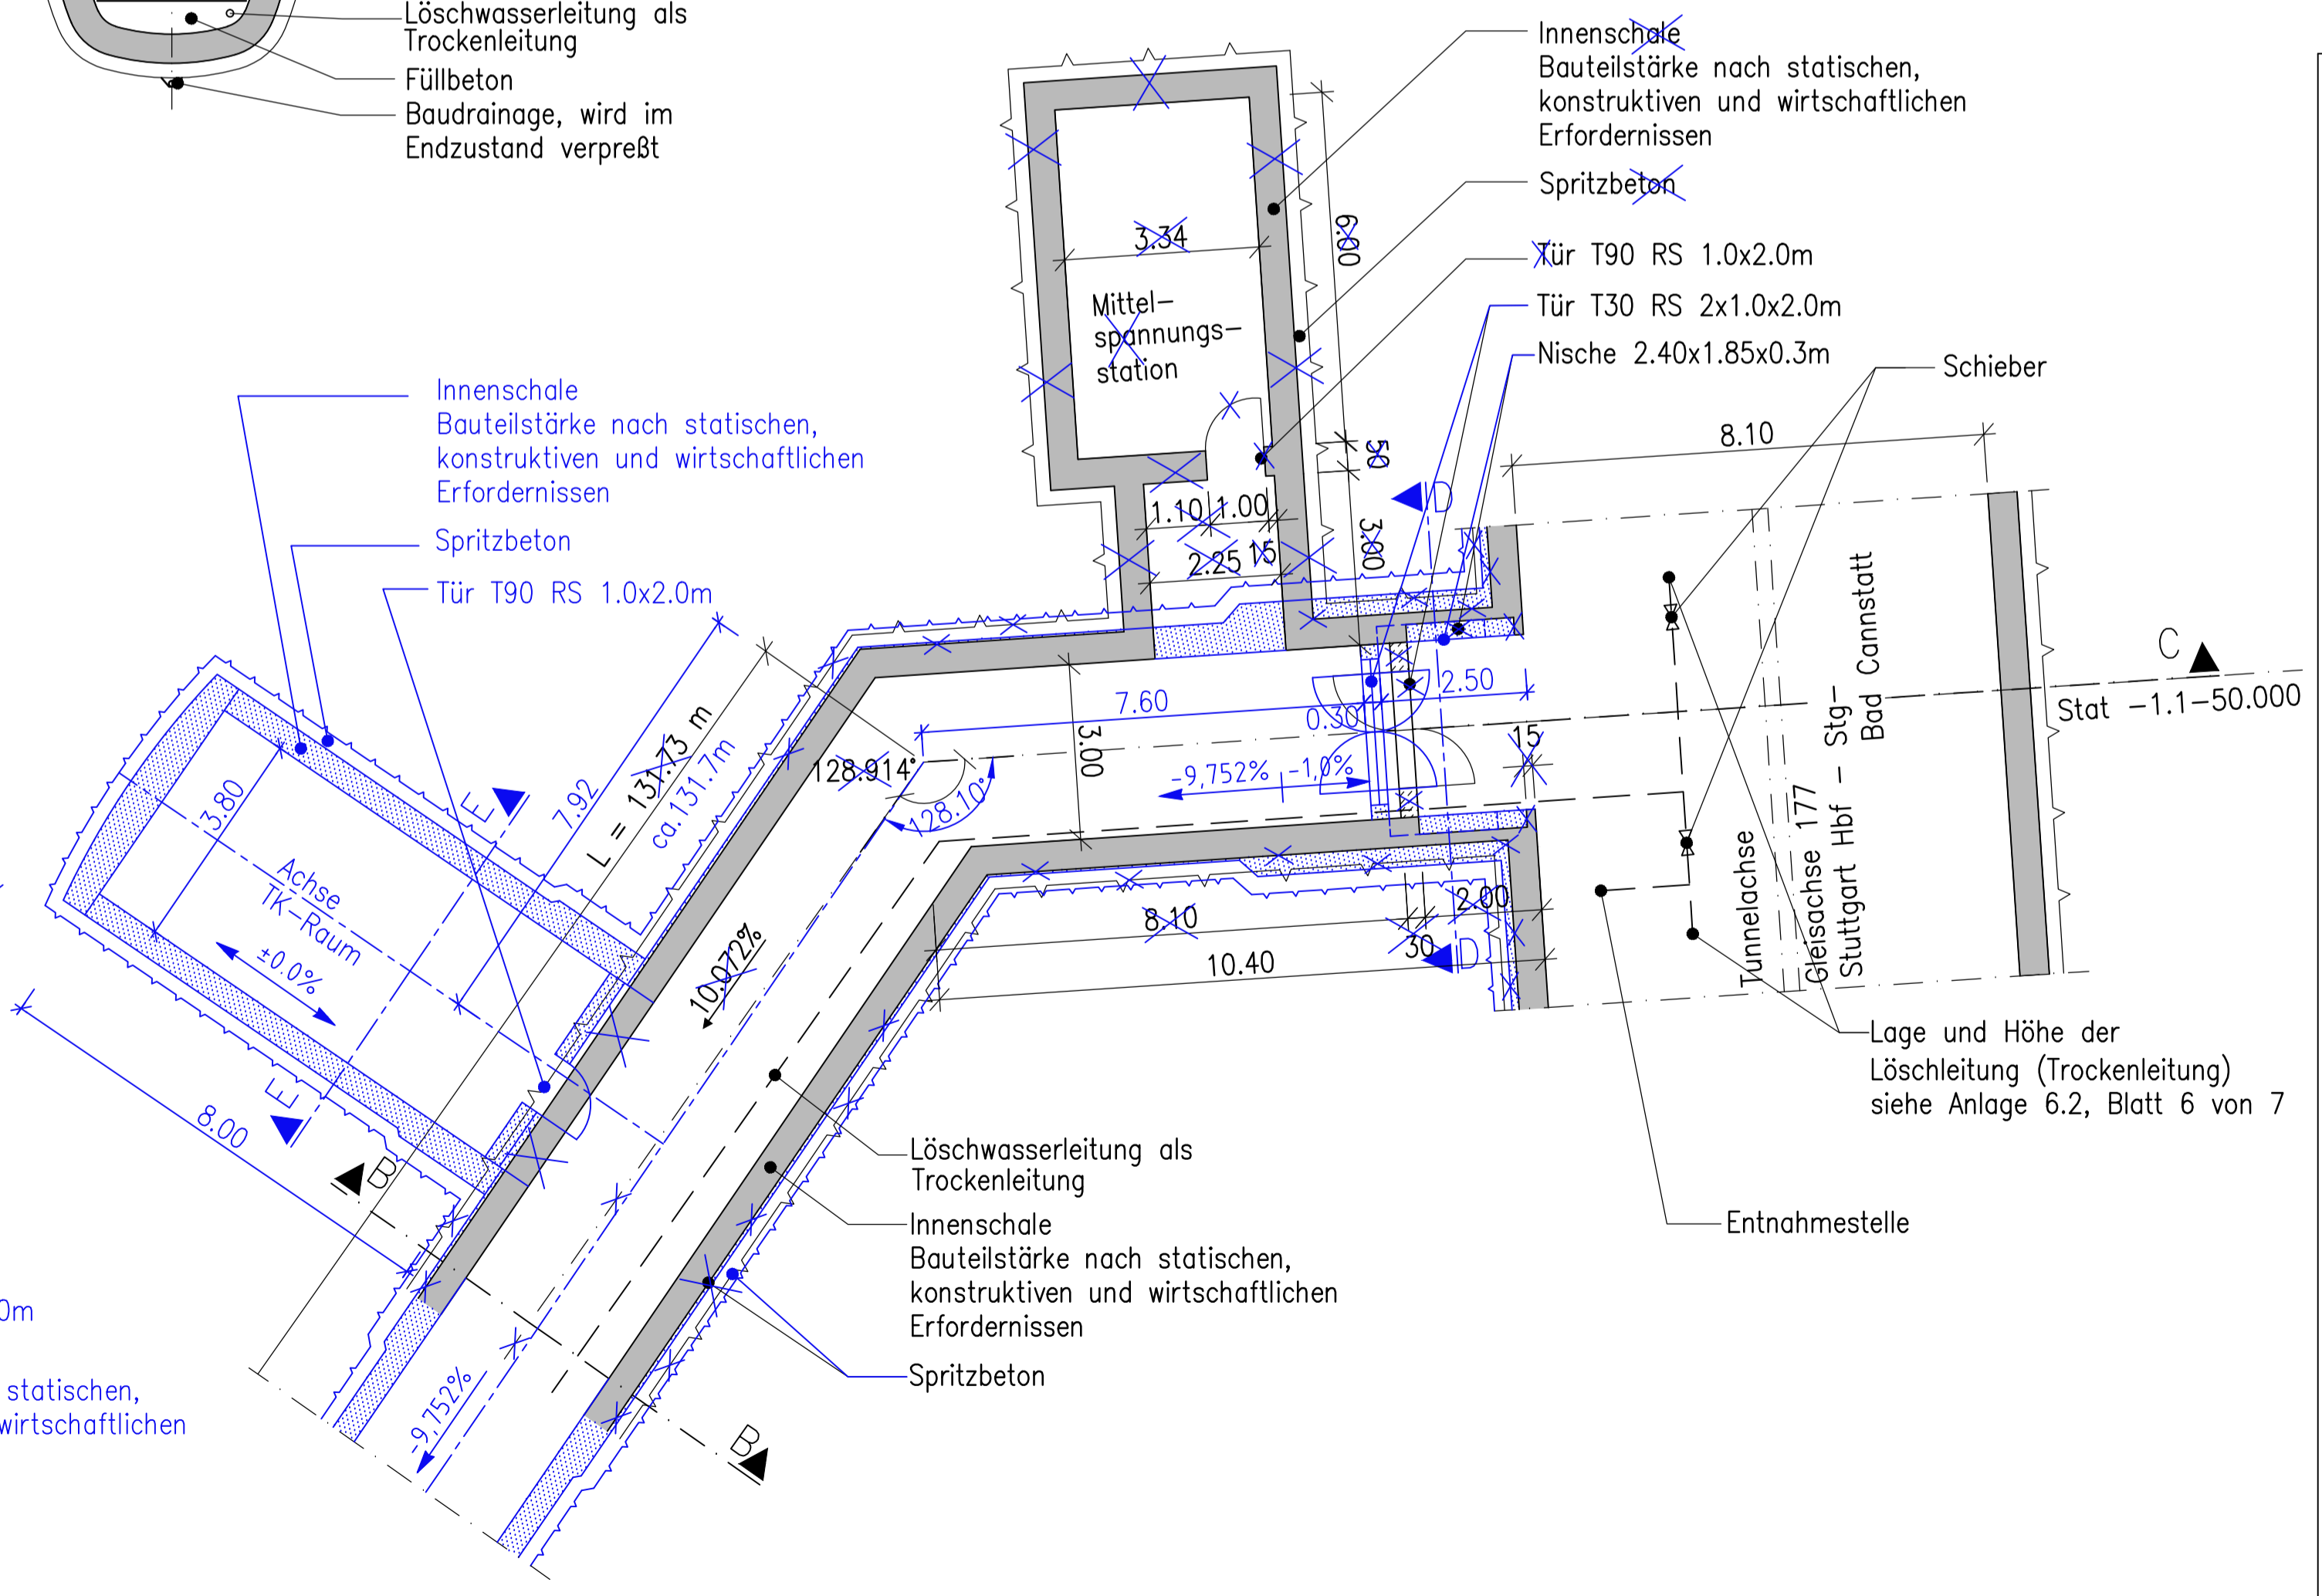 Löschwasserleitung als
Trockenleitung
Füllbeton
Baudrainage, wird im
Endzustand verpreßt
Innenschale
Bauteilstärke nach statischen,
konstruktiven und wirtschaftlichen
Erfordernissen
Spritzbeton
Tür T90 RS 1.0x2.0m
Tür T30 RS 2x1.0x2.0m
Nische 2.40x1.85x0.3m
Schieber
3.34
6.00
Mittel-
spannungs-
station
50
1.10
1.00
2.25
15
3.00
D
8.10
Innenschale
Bauteilstärke nach statischen,
konstruktiven und wirtschaftlichen
Erfordernissen
Spritzbeton
Tür T90 RS 1.0x2.0m
3.80
Achse
TK-Raum
±0.0%
E
E
7.92
8.00
L = 131.73 m
ca.131.7m
128.914°
128.10°
7.60
0.30
2.50
3.00
-9,752%
-1,0%
15
C
Stat -1.1-50.000
Tunnelachse
Gleisachse 177
Stuttgart Hbf - Stg-
Bad Cannstatt
8.10
30
2.00
10.40
D
10.072%
B
B
-9,752%
Löschwasserleitung als
Trockenleitung
Innenschale
Bauteilstärke nach statischen,
konstruktiven und wirtschaftlichen
Erfordernissen
Spritzbeton
Lage und Höhe der
Löschleitung (Trockenleitung)
siehe Anlage 6.2, Blatt 6 von 7
Entnahmestelle
0m
statischen,
wirtschaftlichen